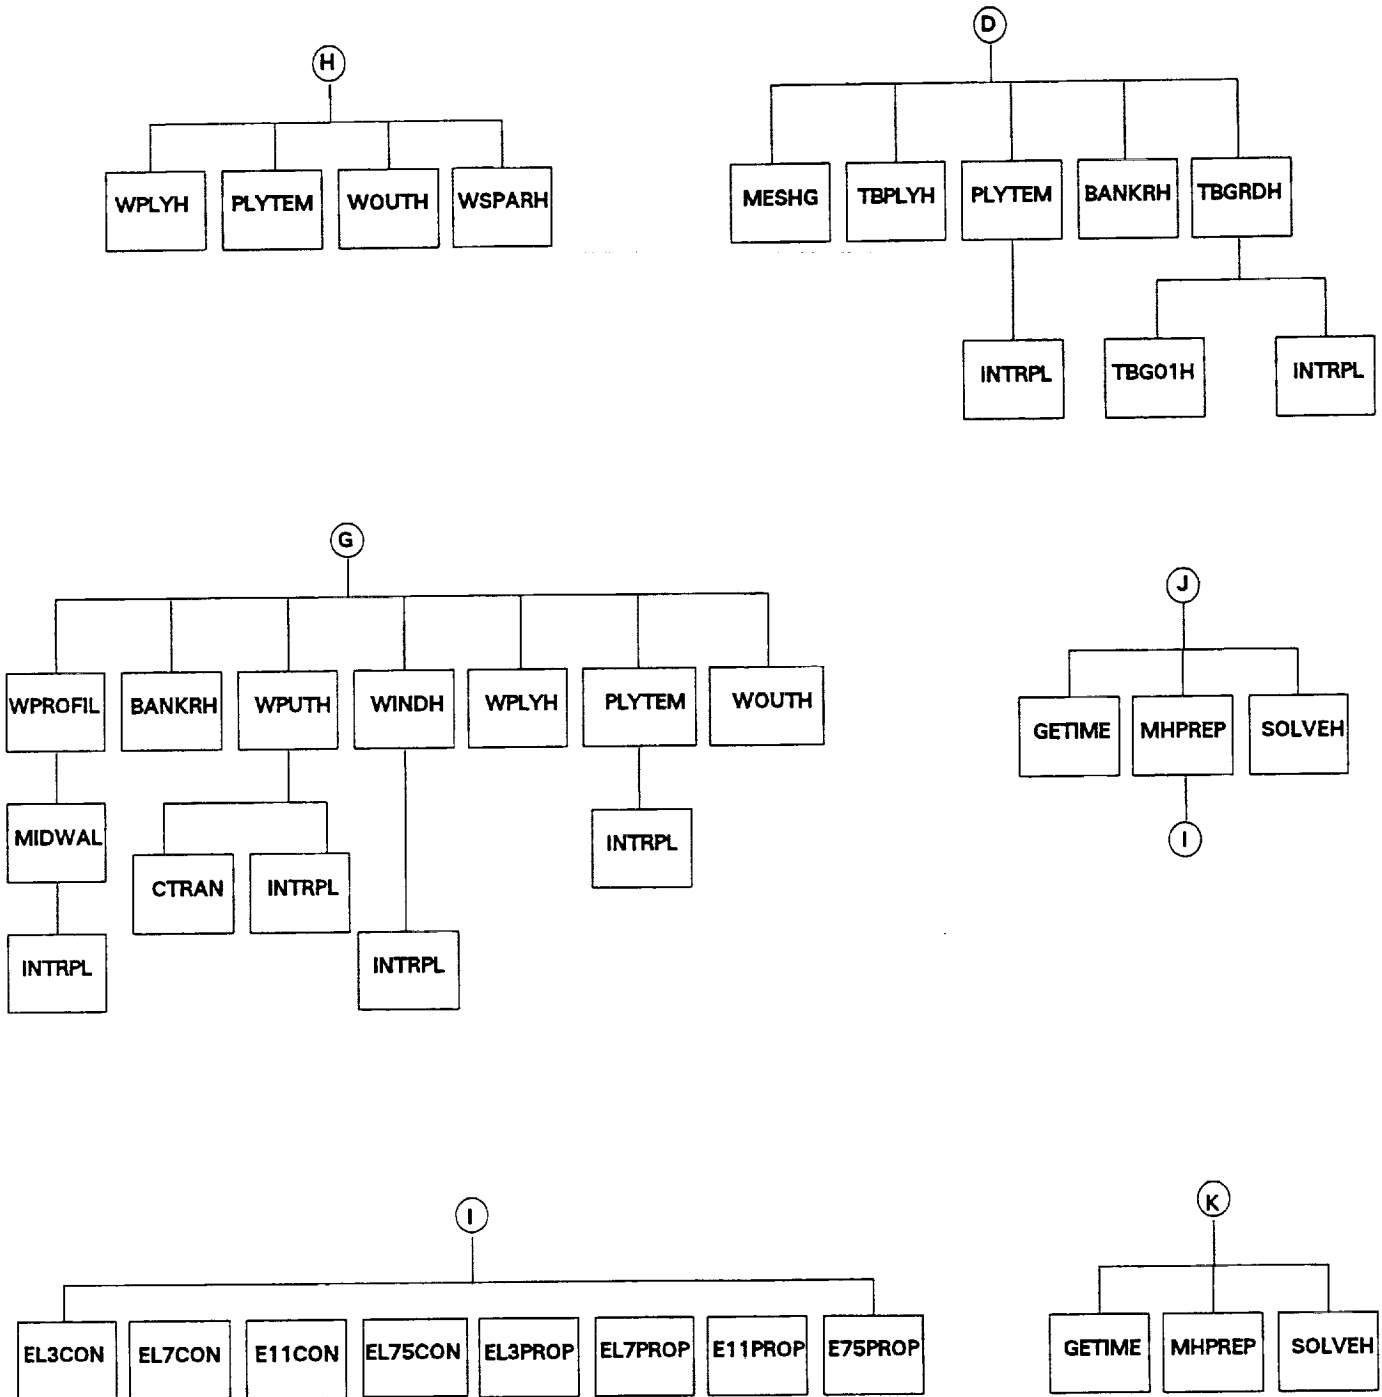 H
WPLYH PLYTEM WOUTH WSPARH
D
MESHG TBPLYH PLYTEM BANKRH TBGRDH
INTRPL TBG01H INTRPL
G
WPROFIL BANKRH WPUTH WINDH WPLYH PLYTEM WOUTH
MIDWAL CTRAN INTRPL INTRPL
INTRPL INTRPL
J
GETIME MHPREP SOLVEH
I
I
EL3CON EL7CON E11CON EL75CON EL3PROP EL7PROP E11PROP E75PROP
K
GETIME MHPREP SOLVEH